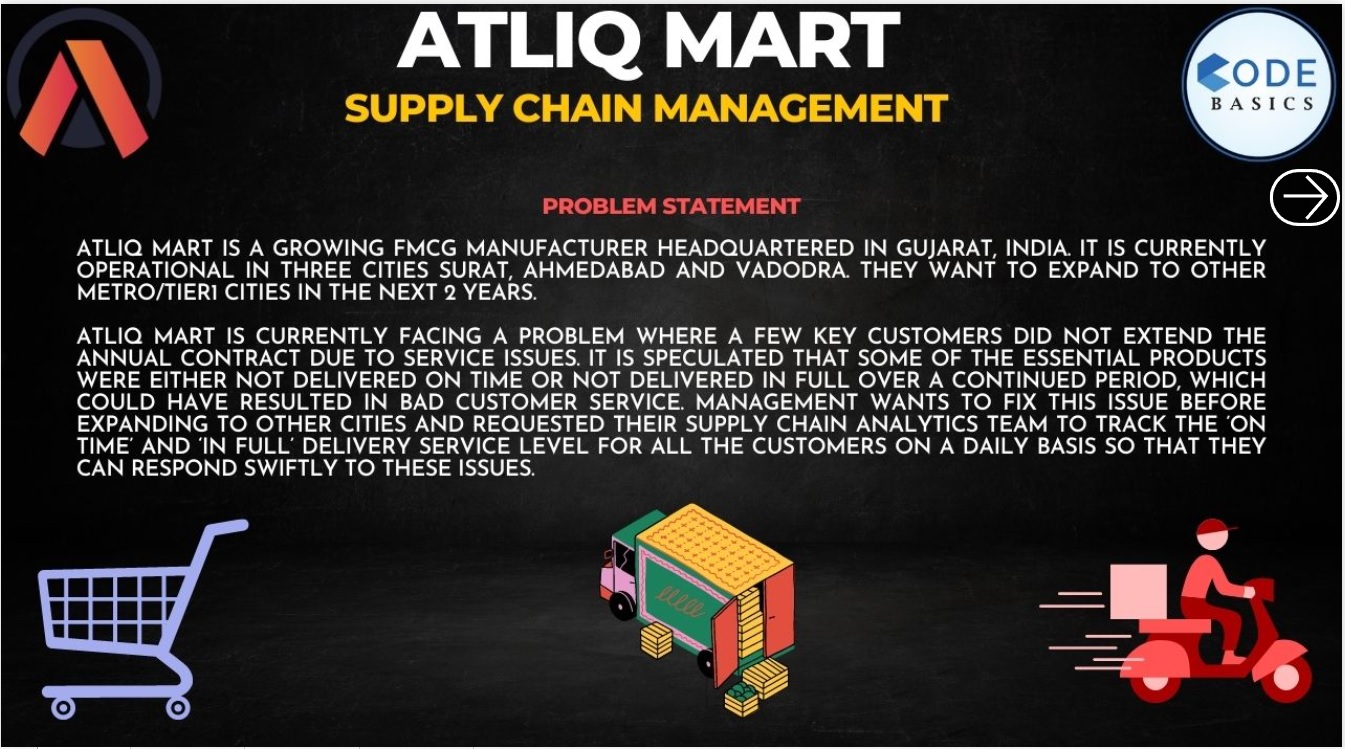 ATLIQ MART
SUPPLY CHAIN MANAGEMENT
CODE
BASICS
PROBLEM STATEMENT
ATLIQ MART IS A GROWING FMCG MANUFACTURER HEADQUARTERED IN GUJARAT, INDIA. IT IS CURRENTLY
OPERATIONAL IN THREE CITIES SURAT, AHMEDABAD AND VADODRA. THEY WANT TO EXPAND TO OTHER
METRO/TIER1 CITIES IN THE NEXT 2 YEARS.
ATLIQ MART IS CURRENTLY FACING A PROBLEM WHERE A FEW KEY CUSTOMERS DID NOT EXTEND THE
ANNUAL CONTRACT DUE TO SERVICE ISSUES. IT IS SPECULATED THAT SOME OF THE ESSENTIAL PRODUCTS
WERE EITHER NOT DELIVERED ON TIME OR NOT DELIVERED IN FULL OVER A CONTINUED PERIOD, WHICH
COULD HAVE RESULTED IN BAD CUSTOMER SERVICE. MANAGEMENT WANTS TO FIX THIS ISSUE BEFORE
EXPANDING TO OTHER CITIES AND REQUESTED THEIR SUPPLY CHAIN ANALYTICS TEAM TO TRACK THE ‘ON
TIME’ AND ‘IN FULL’ DELIVERY SERVICE LEVEL FOR ALL THE CUSTOMERS ON A DAILY BASIS SO THAT THEY
CAN RESPOND SWIFTLY TO THESE ISSUES.